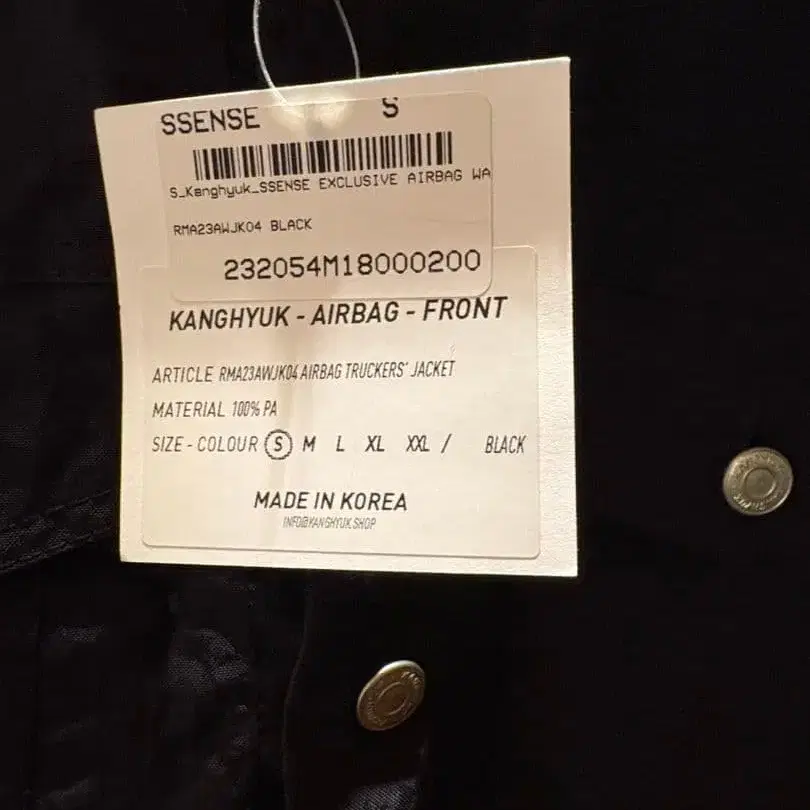 SSENSE S
S_Kanghyuk_SSENSE EXCLUSIVE AIRBAG WA
RMA23AWJK04 BLACK
232054M18000200
KANGHYUK - AIRBAG - FRONT
ARTICLE RMA23AWJK04 AIRBAG TRUCKERS' JACKET
MATERIAL 100% PA
SIZE - COLOUR S M L XL XXL / BLACK
MADE IN KOREA
INFO@KANGHYUK.SHOP